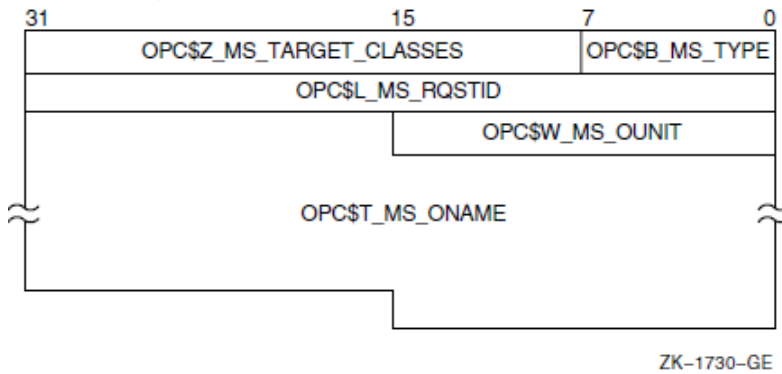 31 15 7 0
OPC$Z_MS_TARGET_CLASSES OPC$B_MS_TYPE
OPC$L_MS_RQSTID
OPC$W_MS_OUNIT
OPC$T_MS_ONAME
ZK–1730–GE